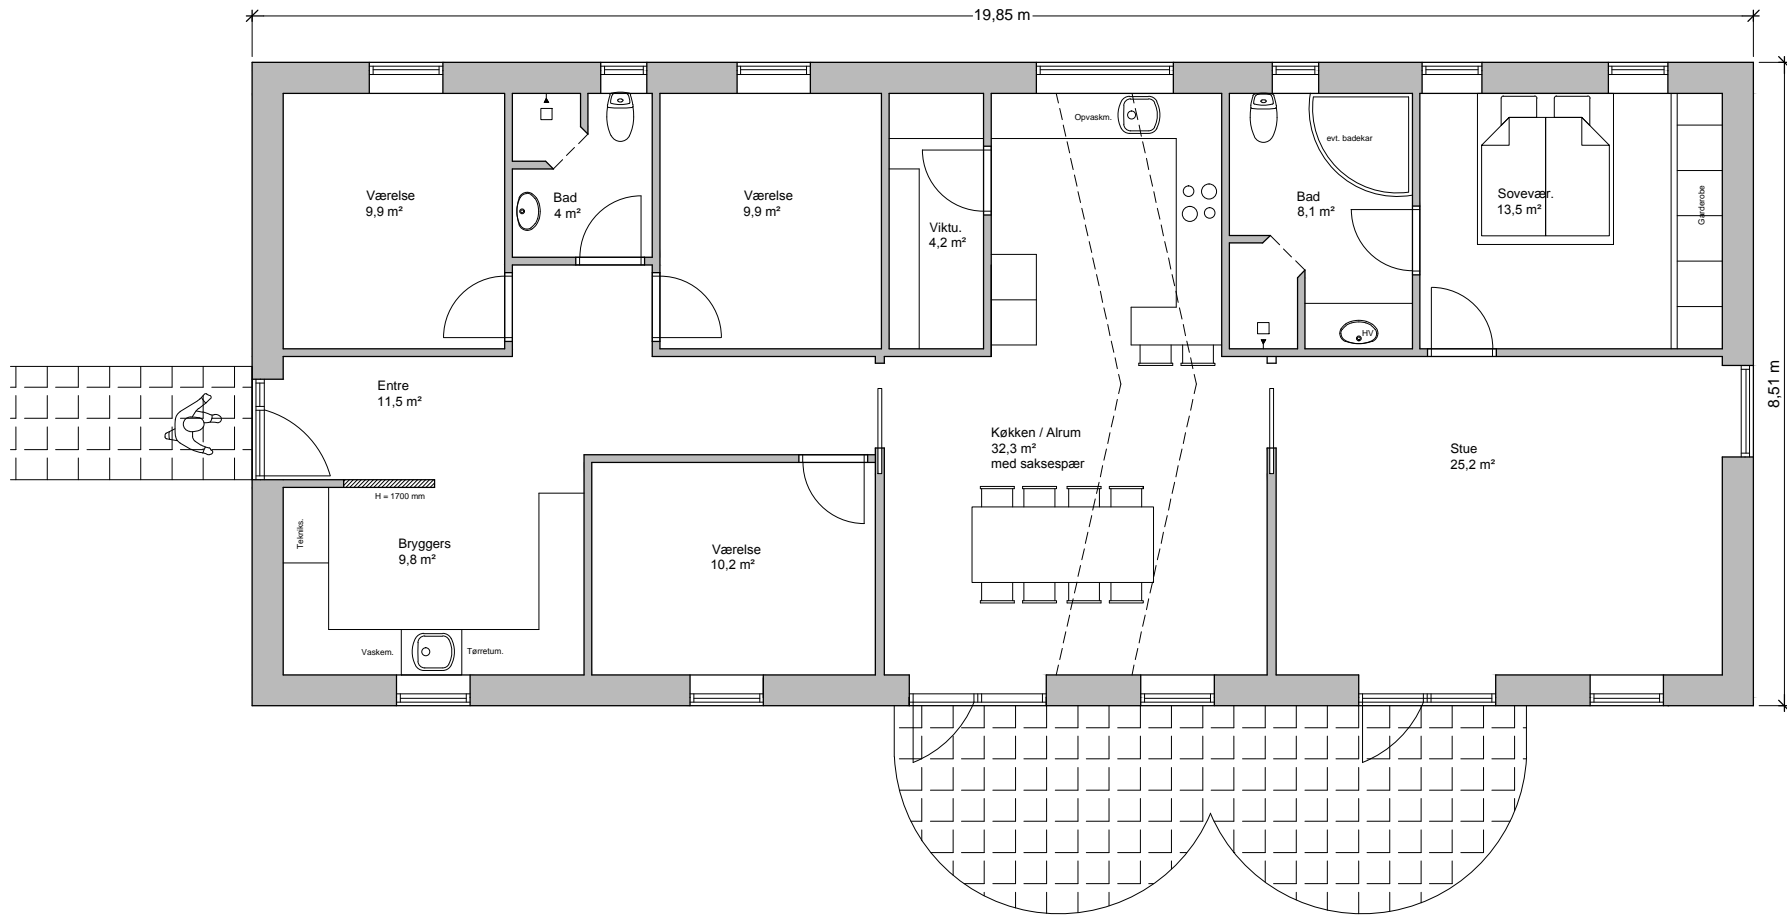 19,85 m
8,51 m
Værelse
9,9 m²
Bad
4 m²
Værelse
9,9 m²
Viktu.
4,2 m²
Opvaskm.
evt. badekar
Bad
8,1 m²
HV
Sovevær.
13,5 m²
Garderobe
Entre
11,5 m²
Køkken / Alrum
32,3 m²
med saksespær
Stue
25,2 m²
H = 1700 mm
Tekniks.
Bryggers
9,8 m²
Værelse
10,2 m²
Vaskem.
Tørretum.